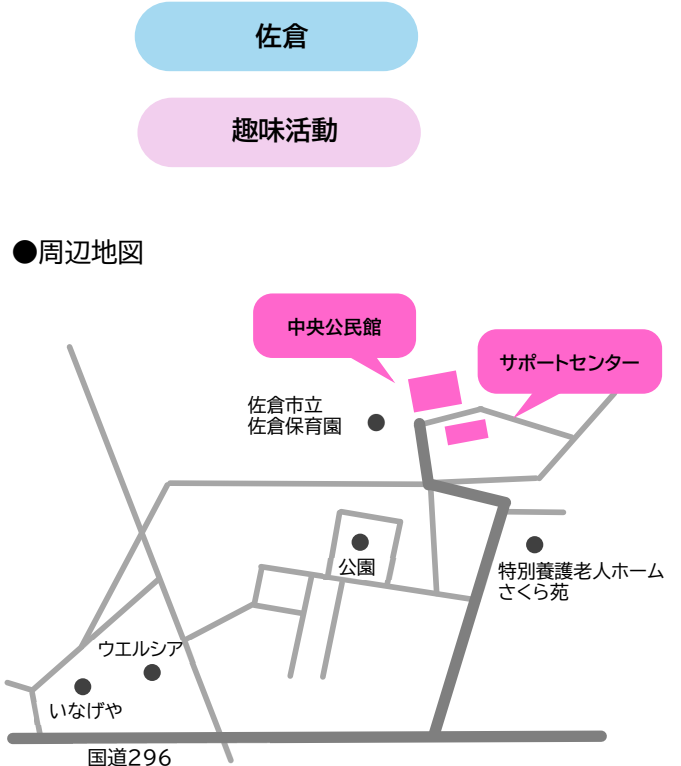 佐倉
趣味活動
●周辺地図
中央公民館
サポートセンター
佐倉市立
佐倉保育園
公園
特別養護老人ホーム
さくら苑
ウエルシア
いなげや
国道296